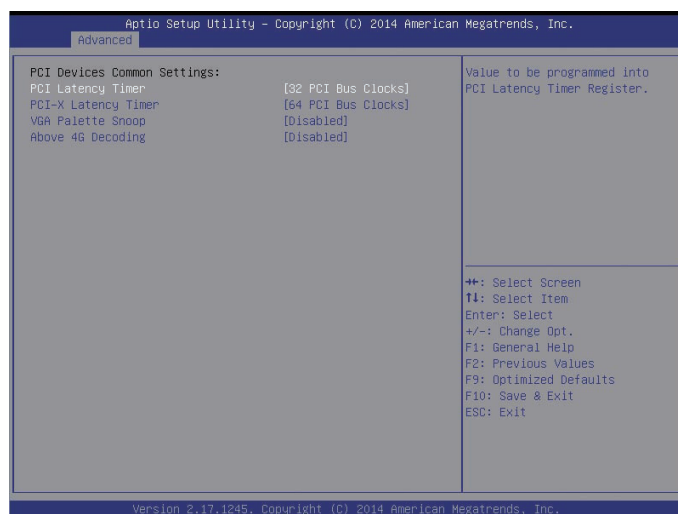 Aptio Setup Utility – Copyright (C) 2014 American Megatrends, Inc.
Advanced
PCI Devices Common Settings:
PCI Latency Timer [32 PCI Bus Clocks]
PCI-X Latency Timer [64 PCI Bus Clocks]
VGA Palette Snoop [Disabled]
Above 4G Decoding [Disabled]
Value to be programmed into
PCI Latency Timer Register.
→←: Select Screen
↑↓: Select Item
Enter: Select
+/-: Change Opt.
F1: General Help
F2: Previous Values
F9: Optimized Defaults
F10: Save & Exit
ESC: Exit
Version 2.17.1245. Copyright (C) 2014 American Megatrends, Inc.